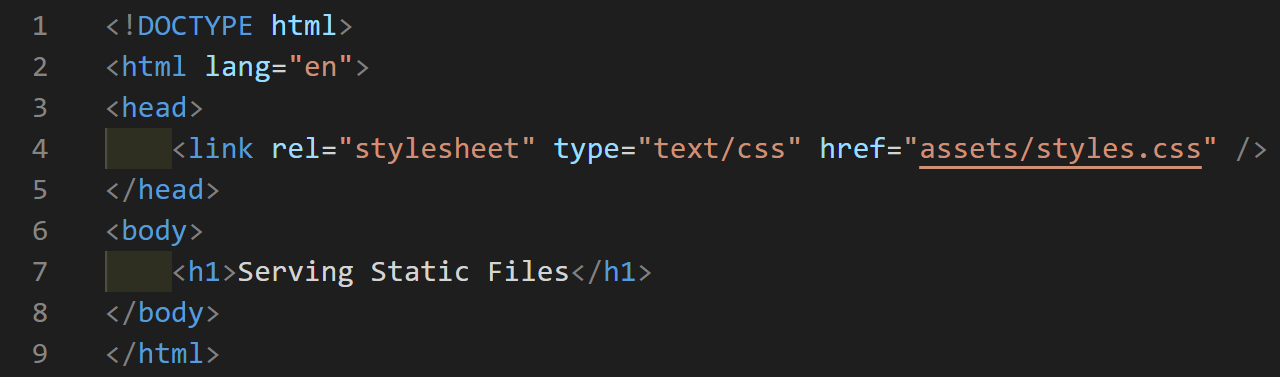 1 <!DOCTYPE html>
2 <html lang="en">
3 <head>
4     <link rel="stylesheet" type="text/css" href="assets/styles.css" />
5 </head>
6 <body>
7     <h1>Serving Static Files</h1>
8 </body>
9 </html>